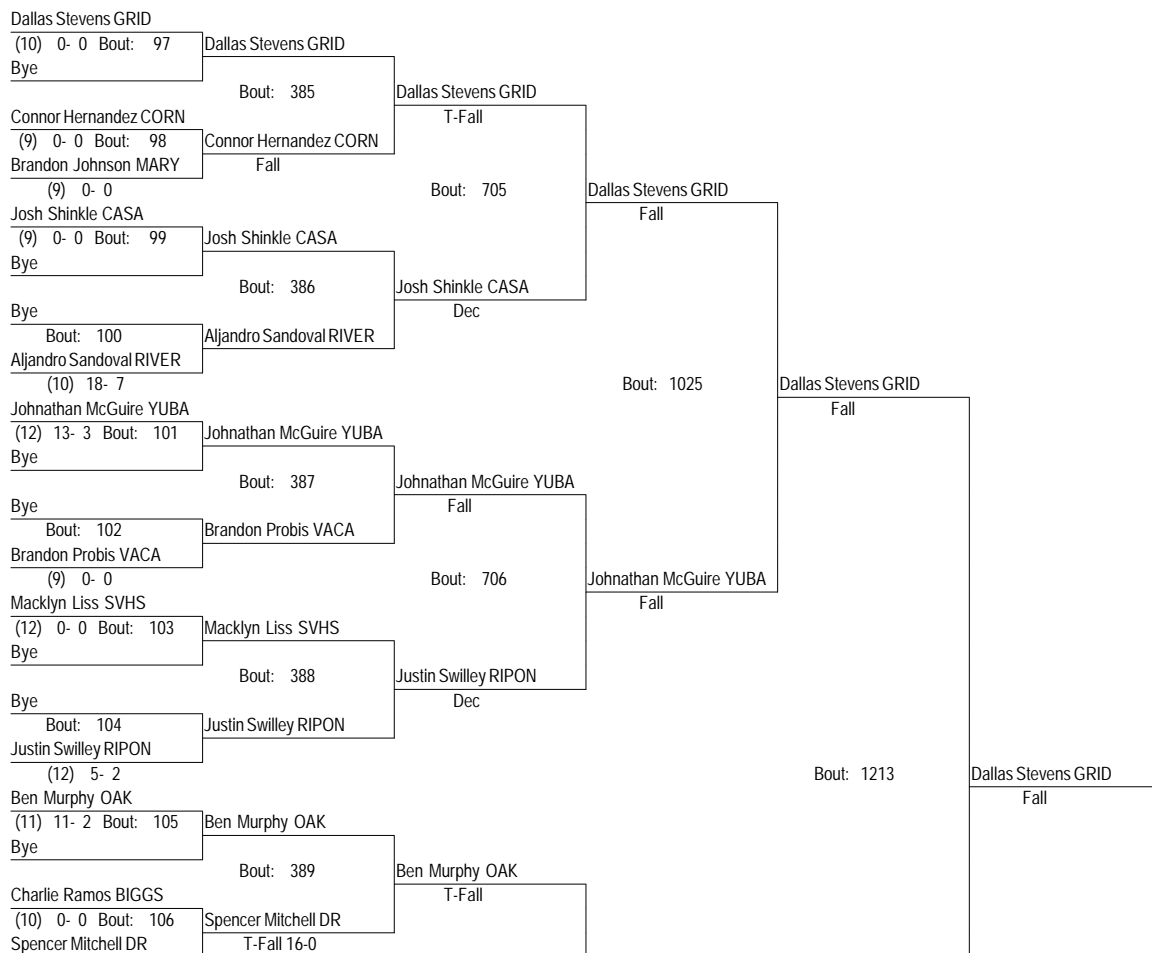 Dallas Stevens GRID
(10) 0- 0 Bout: 97
Bye
Dallas Stevens GRID
Bout: 385
Connor Hernandez CORN
(9) 0- 0 Bout: 98
Brandon Johnson MARY
(9) 0- 0
Connor Hernandez CORN
Fall
Dallas Stevens GRID
T-Fall
Bout: 705
Josh Shinkle CASA
(9) 0- 0 Bout: 99
Bye
Josh Shinkle CASA
Bout: 386
Bye
Bout: 100
Aljandro Sandoval RIVER
(10) 18- 7
Aljandro Sandoval RIVER
Josh Shinkle CASA
Dec
Dallas Stevens GRID
Fall
Bout: 1025
Johnathan McGuire YUBA
(12) 13- 3 Bout: 101
Bye
Johnathan McGuire YUBA
Bout: 387
Bye
Bout: 102
Brandon Probis VACA
(9) 0- 0
Brandon Probis VACA
Johnathan McGuire YUBA
Fall
Bout: 706
Macklyn Liss SVHS
(12) 0- 0 Bout: 103
Bye
Macklyn Liss SVHS
Bout: 388
Bye
Bout: 104
Justin Swilley RIPON
(12) 5- 2
Justin Swilley RIPON
Justin Swilley RIPON
Dec
Johnathan McGuire YUBA
Fall
Dallas Stevens GRID
Fall
Bout: 1213
Dallas Stevens GRID
Fall
Ben Murphy OAK
(11) 11- 2 Bout: 105
Bye
Ben Murphy OAK
Bout: 389
Charlie Ramos BIGGS
(10) 0- 0 Bout: 106
Spencer Mitchell DR
Spencer Mitchell DR
T-Fall 16-0
Ben Murphy OAK
T-Fall